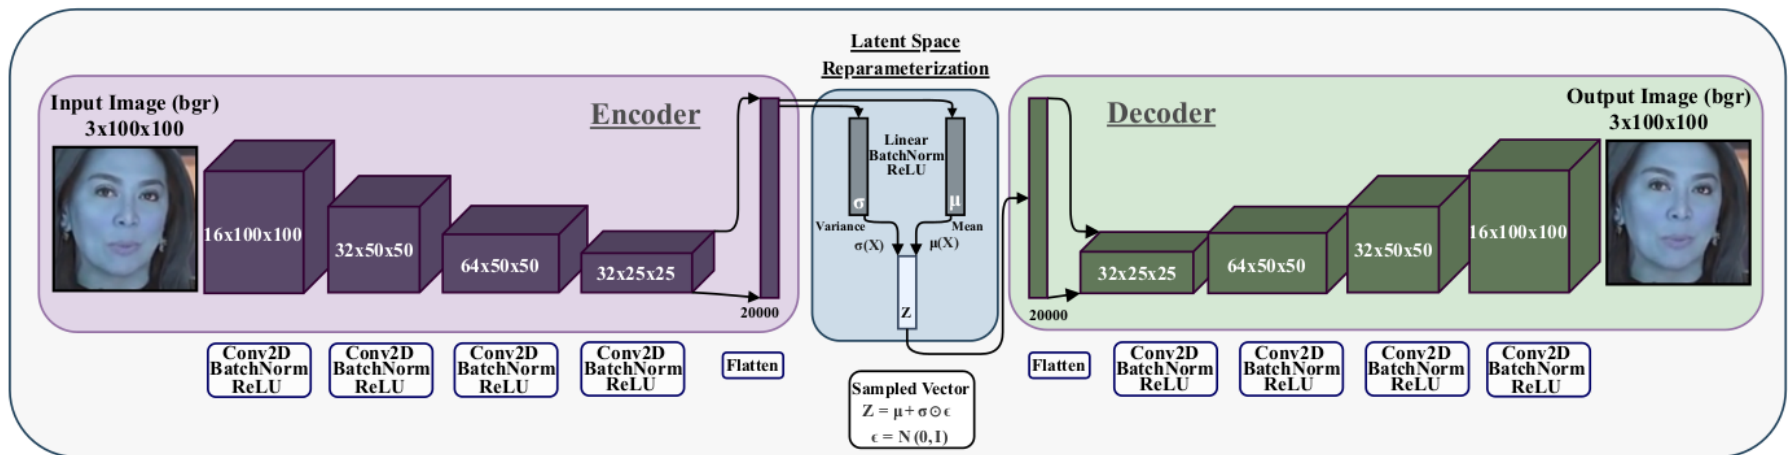 Latent Space
Reparameterization
Input Image (bgr)
3x100x100
Encoder
16x100x100
32x50x50
64x50x50
32x25x25
20000
Linear
BatchNorm
ReLU
σ
μ
Variance
Mean
σ(X)
μ(X)
Z
Decoder
Output Image (bgr)
3x100x100
32x25x25
64x50x50
32x50x50
16x100x100
20000
Conv2D
BatchNorm
ReLU
Conv2D
BatchNorm
ReLU
Conv2D
BatchNorm
ReLU
Conv2D
BatchNorm
ReLU
Flatten
Sampled Vector
Z = μ + σ ⊙ ϵ
ϵ = N (0, I)
Flatten
Conv2D
BatchNorm
ReLU
Conv2D
BatchNorm
ReLU
Conv2D
BatchNorm
ReLU
Conv2D
BatchNorm
ReLU